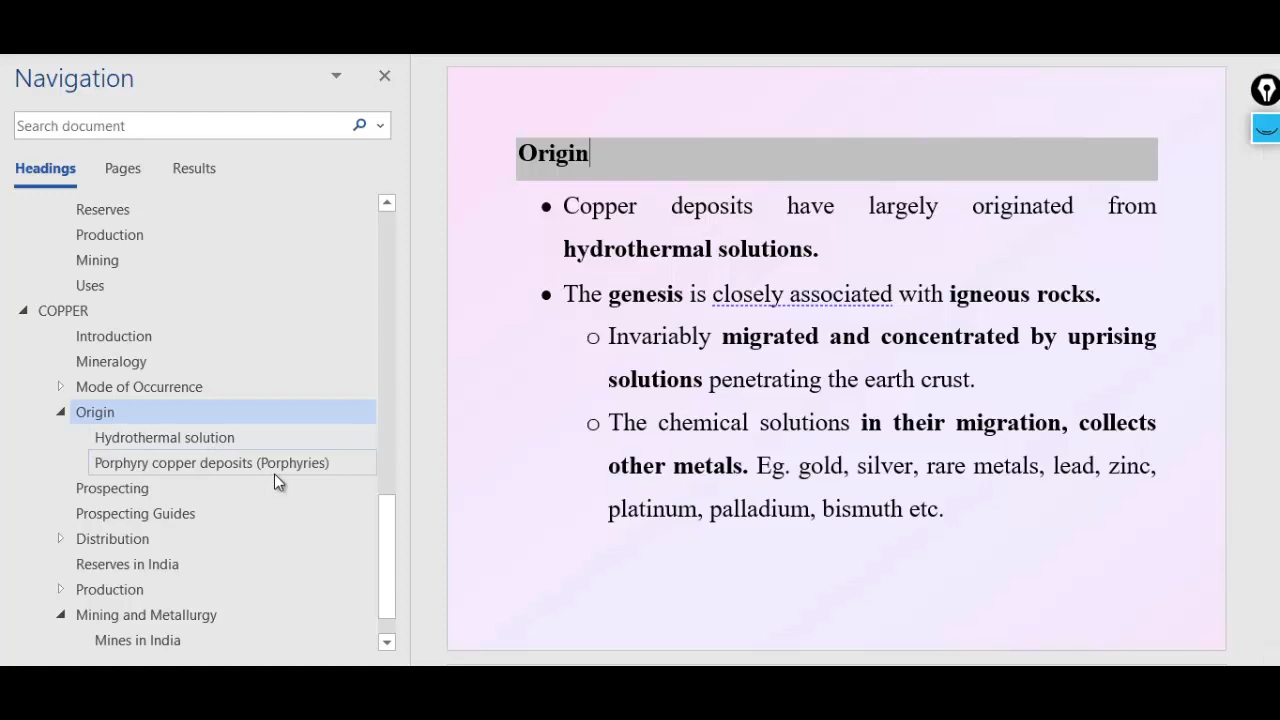 Navigation
Search document
Headings Pages Results
Reserves
Production
Mining
Uses
COPPER
Introduction
Mineralogy
Mode of Occurrence
Origin
Hydrothermal solution
Porphyry copper deposits (Porphyries)
Prospecting
Prospecting Guides
Distribution
Reserves in India
Production
Mining and Metallurgy
Mines in India
Origin
• Copper deposits have largely originated from
hydrothermal solutions.
• The genesis is closely associated with igneous rocks.
o Invariably migrated and concentrated by uprising
solutions penetrating the earth crust.
o The chemical solutions in their migration, collects
other metals. Eg. gold, silver, rare metals, lead, zinc,
platinum, palladium, bismuth etc.